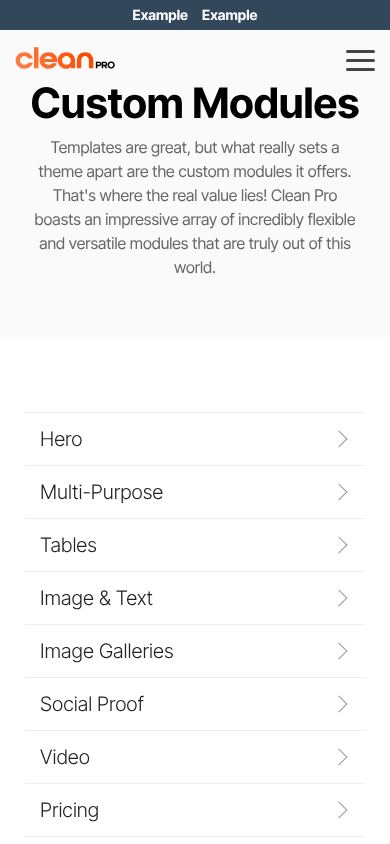 Example Example
clean PRO
Custom Modules
Templates are great, but what really sets a
theme apart are the custom modules it offers.
That's where the real value lies! Clean Pro
boasts an impressive array of incredibly flexible
and versatile modules that are truly out of this
world.
Hero
Multi-Purpose
Tables
Image & Text
Image Galleries
Social Proof
Video
Pricing